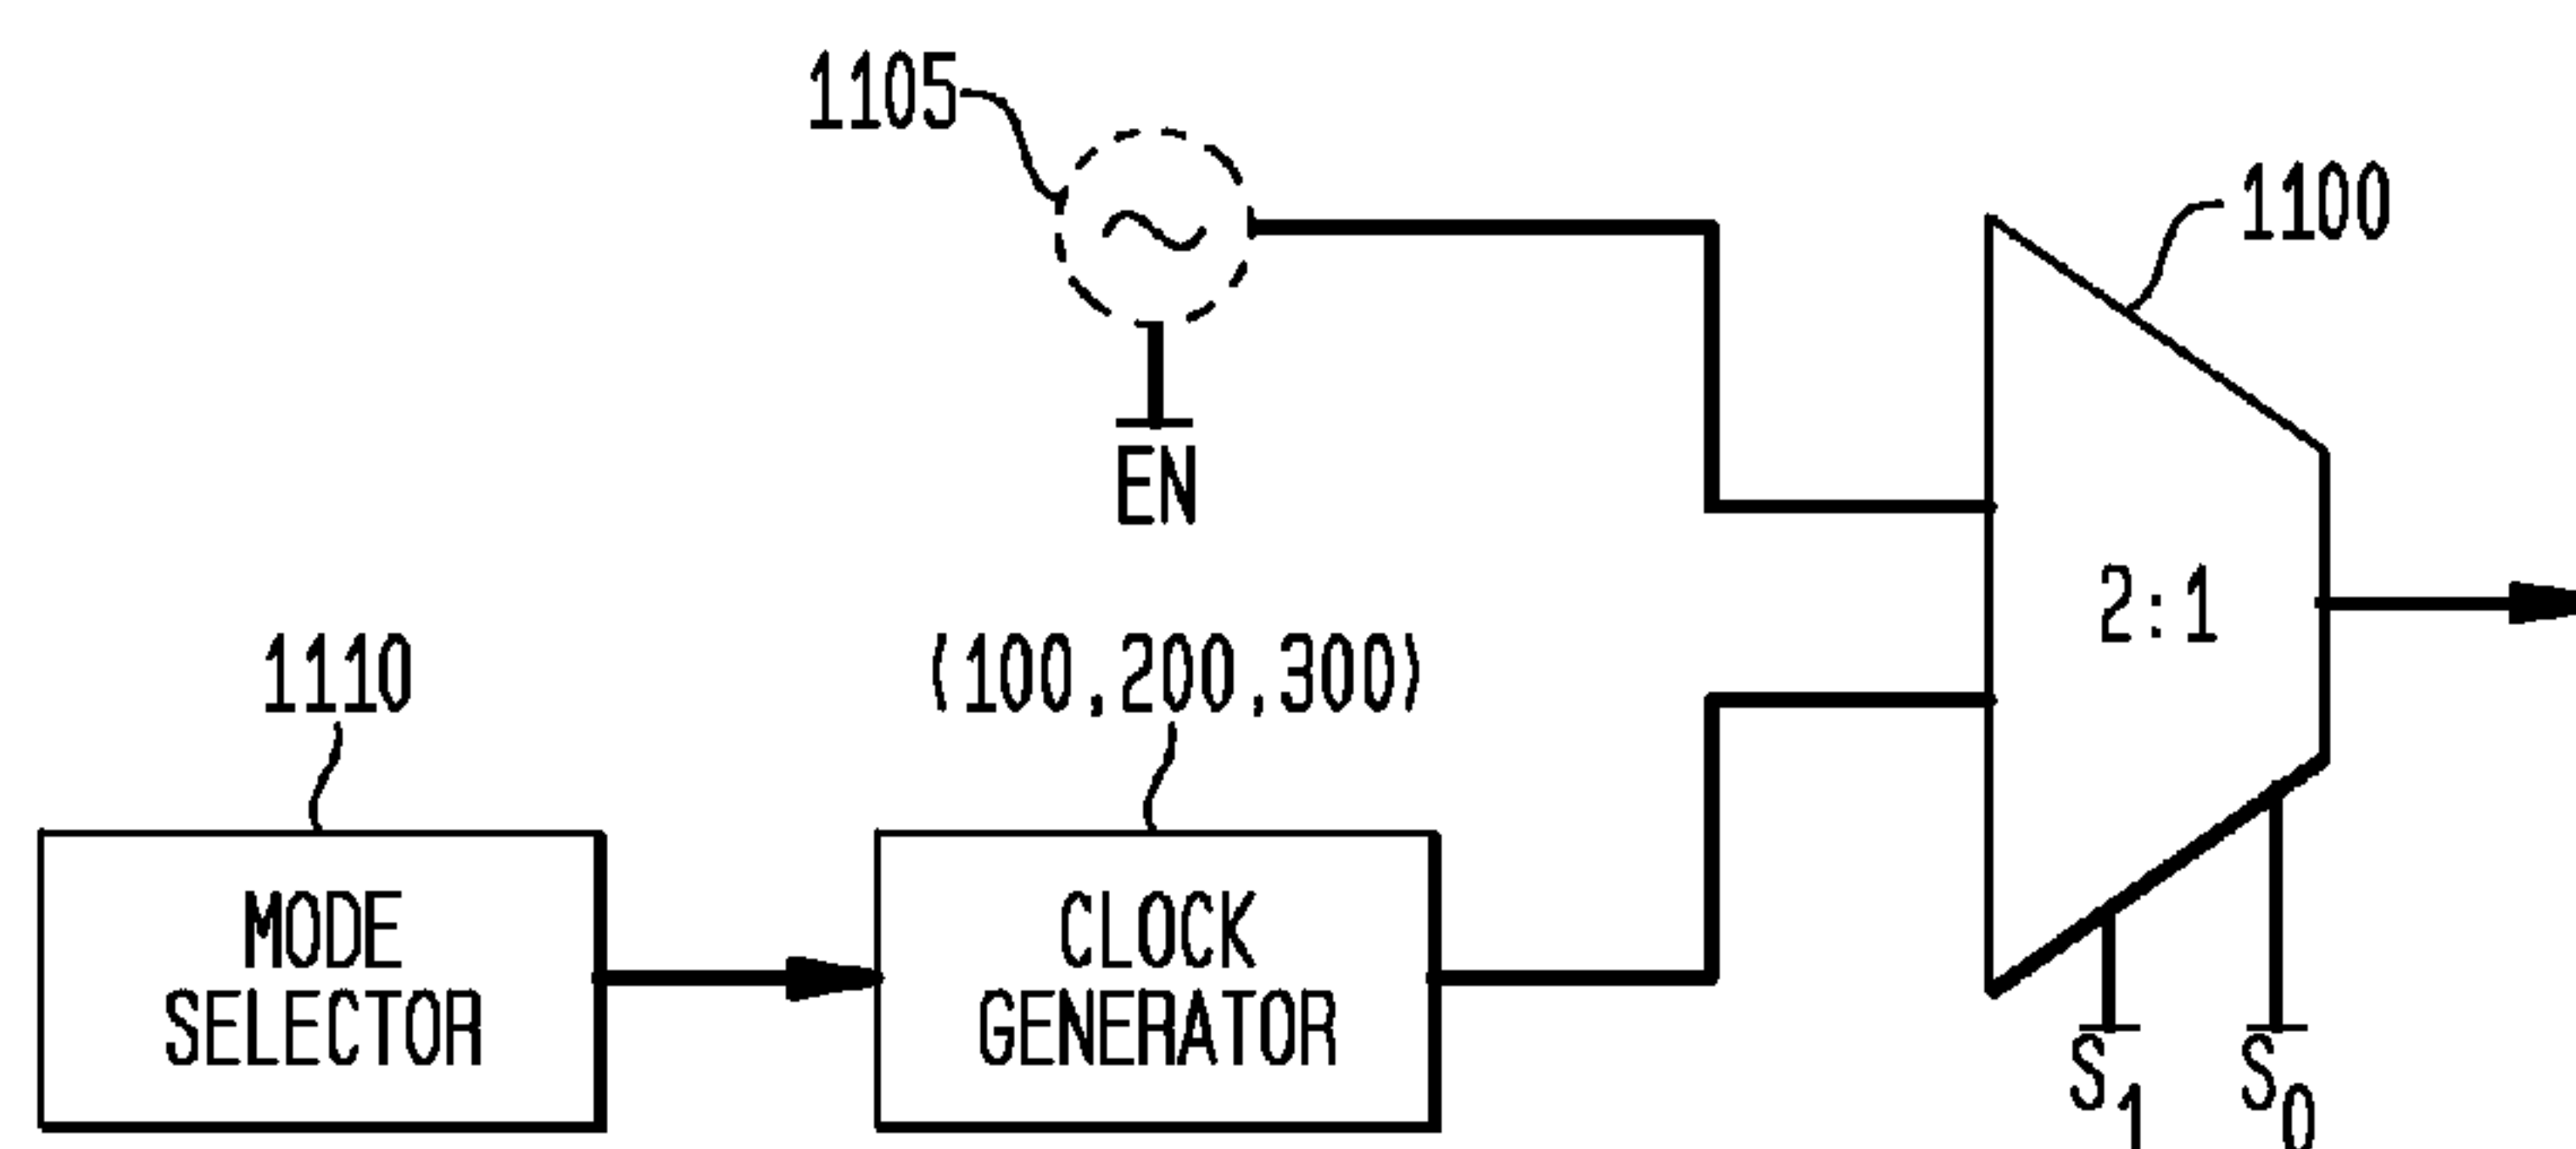 1105
1100
EN
2:1
1110
(100,200,300)
MODE
SELECTOR
CLOCK
GENERATOR
S1
S0